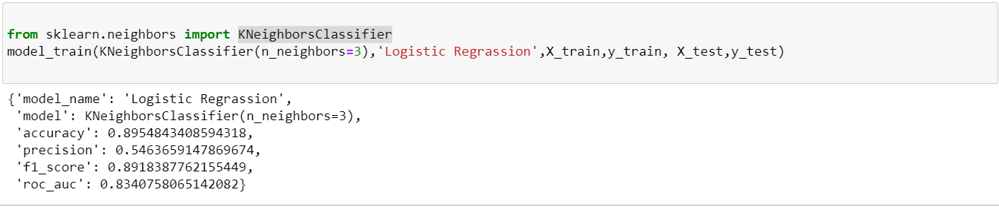 from sklearn.neighbors import KNeighborsClassifier
model_train(KNeighborsClassifier(n_neighbors=3),'Logistic Regrassion',X_train,y_train, X_test,y_test)
{'model_name': 'Logistic Regrassion',
 'model': KNeighborsClassifier(n_neighbors=3),
 'accuracy': 0.8954843408594318,
 'precision': 0.5463659147869674,
 'f1_score': 0.8918387762155449,
 'roc_auc': 0.8340758065142082}